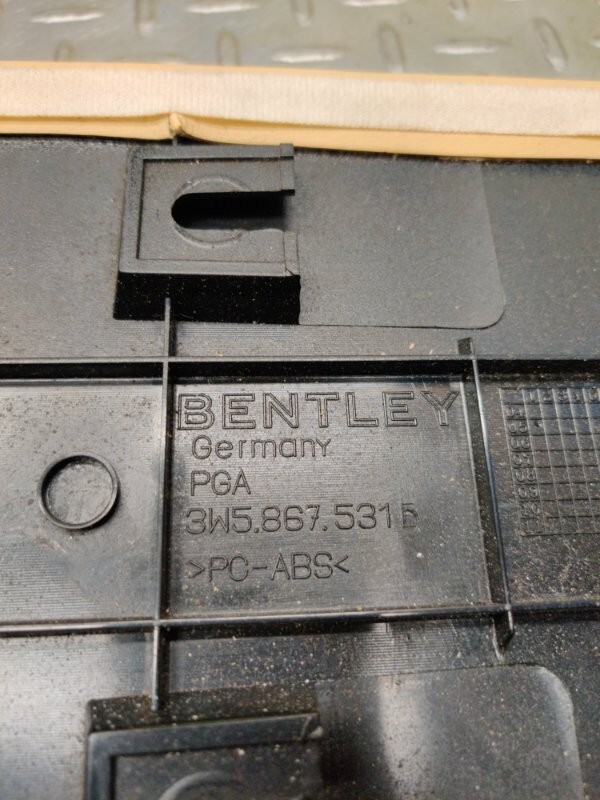 BENTLEY
Germany
PGA
3W5.867.531
>PC-ABS<